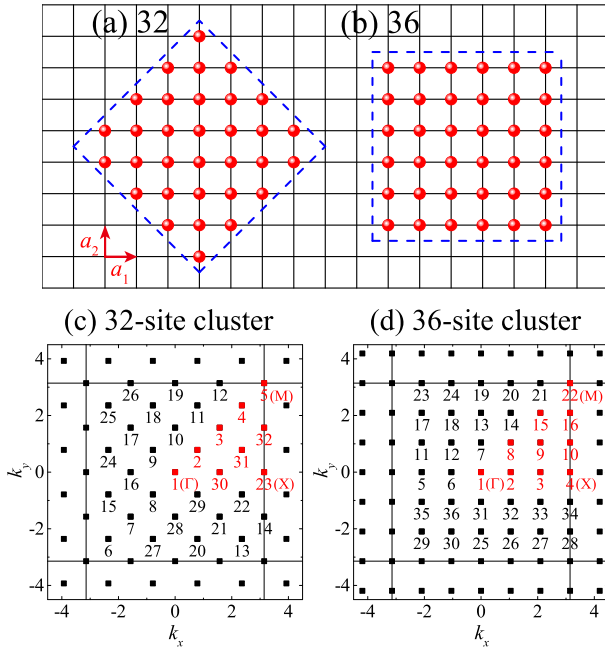 (a) 32 (b) 36
a2
a1
(c) 32-site cluster (d) 36-site cluster
4 26 19 12 5(M) 4 23 24 19 20 21 22(M)
25 18 11 4
2 17 10 3 32 2 17 18 13 14 15 16
24 9 2 31 11 12 7 8 9 10
0 16 1(Γ) 30 23(X) 0 5 6 1(Γ) 2 3 4(X)
15 8 29 22 35 36 31 32 33 34
-2 7 28 21 14 -2 29 30 25 26 27 28
6 27 20 13
-4 -4
-4 -2 0 2 4 -4 -2 0 2 4
kx kx
ky ky